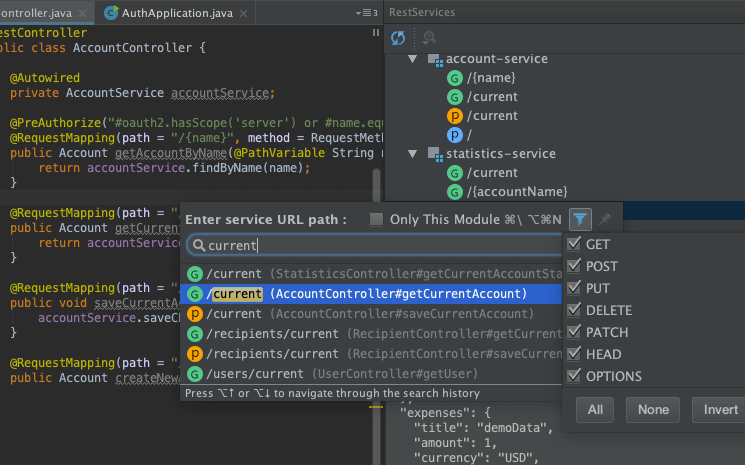 ontroller.java
AuthApplication.java
3
RestServices
estController
blic class AccountController {
@Autowired
private AccountService accountService;
@PreAuthorize("#oauth2.hasScope('server') or #name.equ
@RequestMapping(path = "/{name}", method = RequestMeth
public Account getAccountByName(@PathVariable String n
return accountService.findByName(name);
}
@RequestMapping(path = "/
public Account getCurren
return accountServic
}
@RequestMapping(path = "
public void saveCurrentA
accountService.saveC
}
@RequestMapping(path = "/
public Account createNew
account-service
G /{name}
G /current
P /current
P /
statistics-service
G /current
G /{accountName}
Enter service URL path :
Only This Module ⌘\ ⌥⌘N
current
G /current (StatisticsController#getCurrentAccountSta
G /current (AccountController#getCurrentAccount)
P /current (AccountController#saveCurrentAccount)
G /recipients/current (RecipientController#getCurrent
P /recipients/current (RecipientController#saveCurren
G /users/current (UserController#getUser)
Press ⌥↑ or ⌥↓ to navigate through the search history
GET
POST
PUT
DELETE
PATCH
HEAD
OPTIONS
All
None
Invert
"expenses": {
"title": "demoData",
"amount": 1,
"currency": "USD",